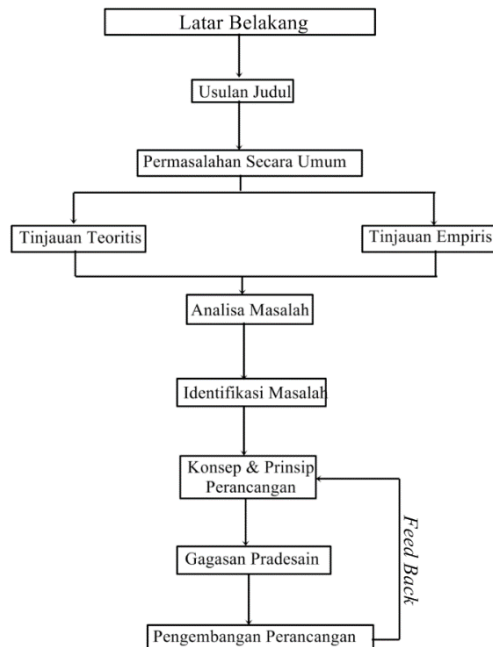 Latar Belakang
Usulan Judul
Permasalahan Secara Umum
Tinjauan Teoritis
Tinjauan Empiris
Analisa Masalah
Identifikasi Masalah
Konsep & Prinsip
Perancangan
Feed Back
Gagasan Pradesain
Pengembangan Perancangan